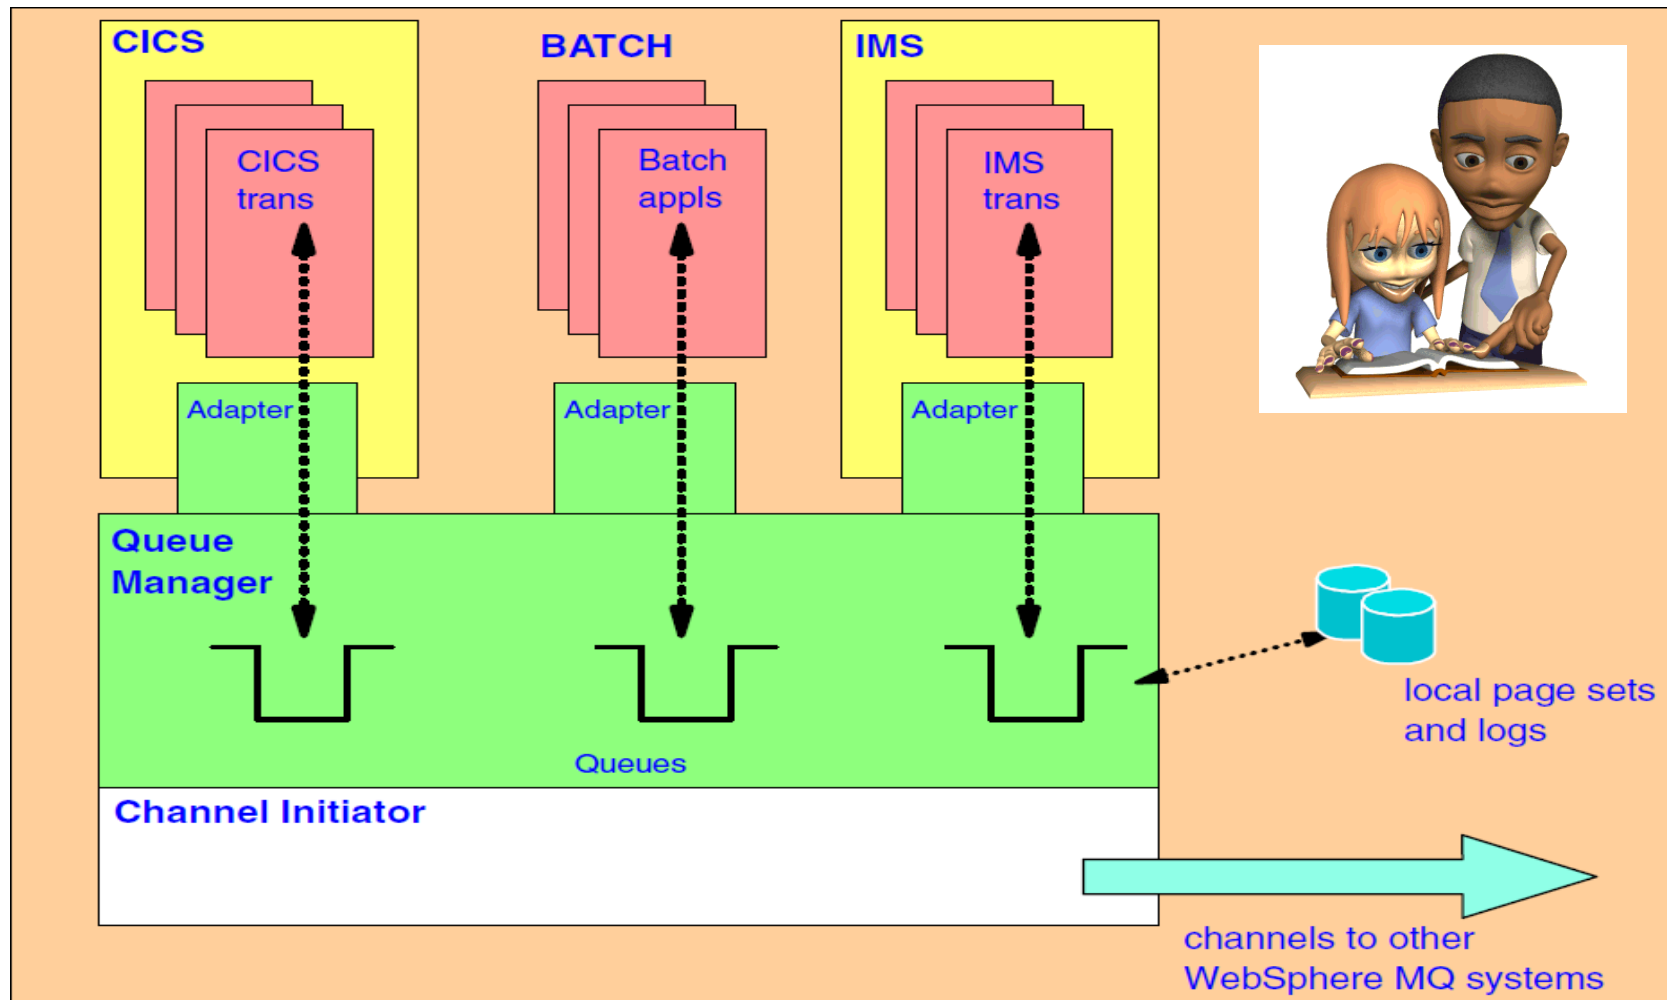 CICS
BATCH
IMS
CICS
trans
Batch
appls
IMS
trans
Adapter
Adapter
Adapter
Queue
Manager
Queues
local page sets
and logs
Channel Initiator
channels to other
WebSphere MQ systems